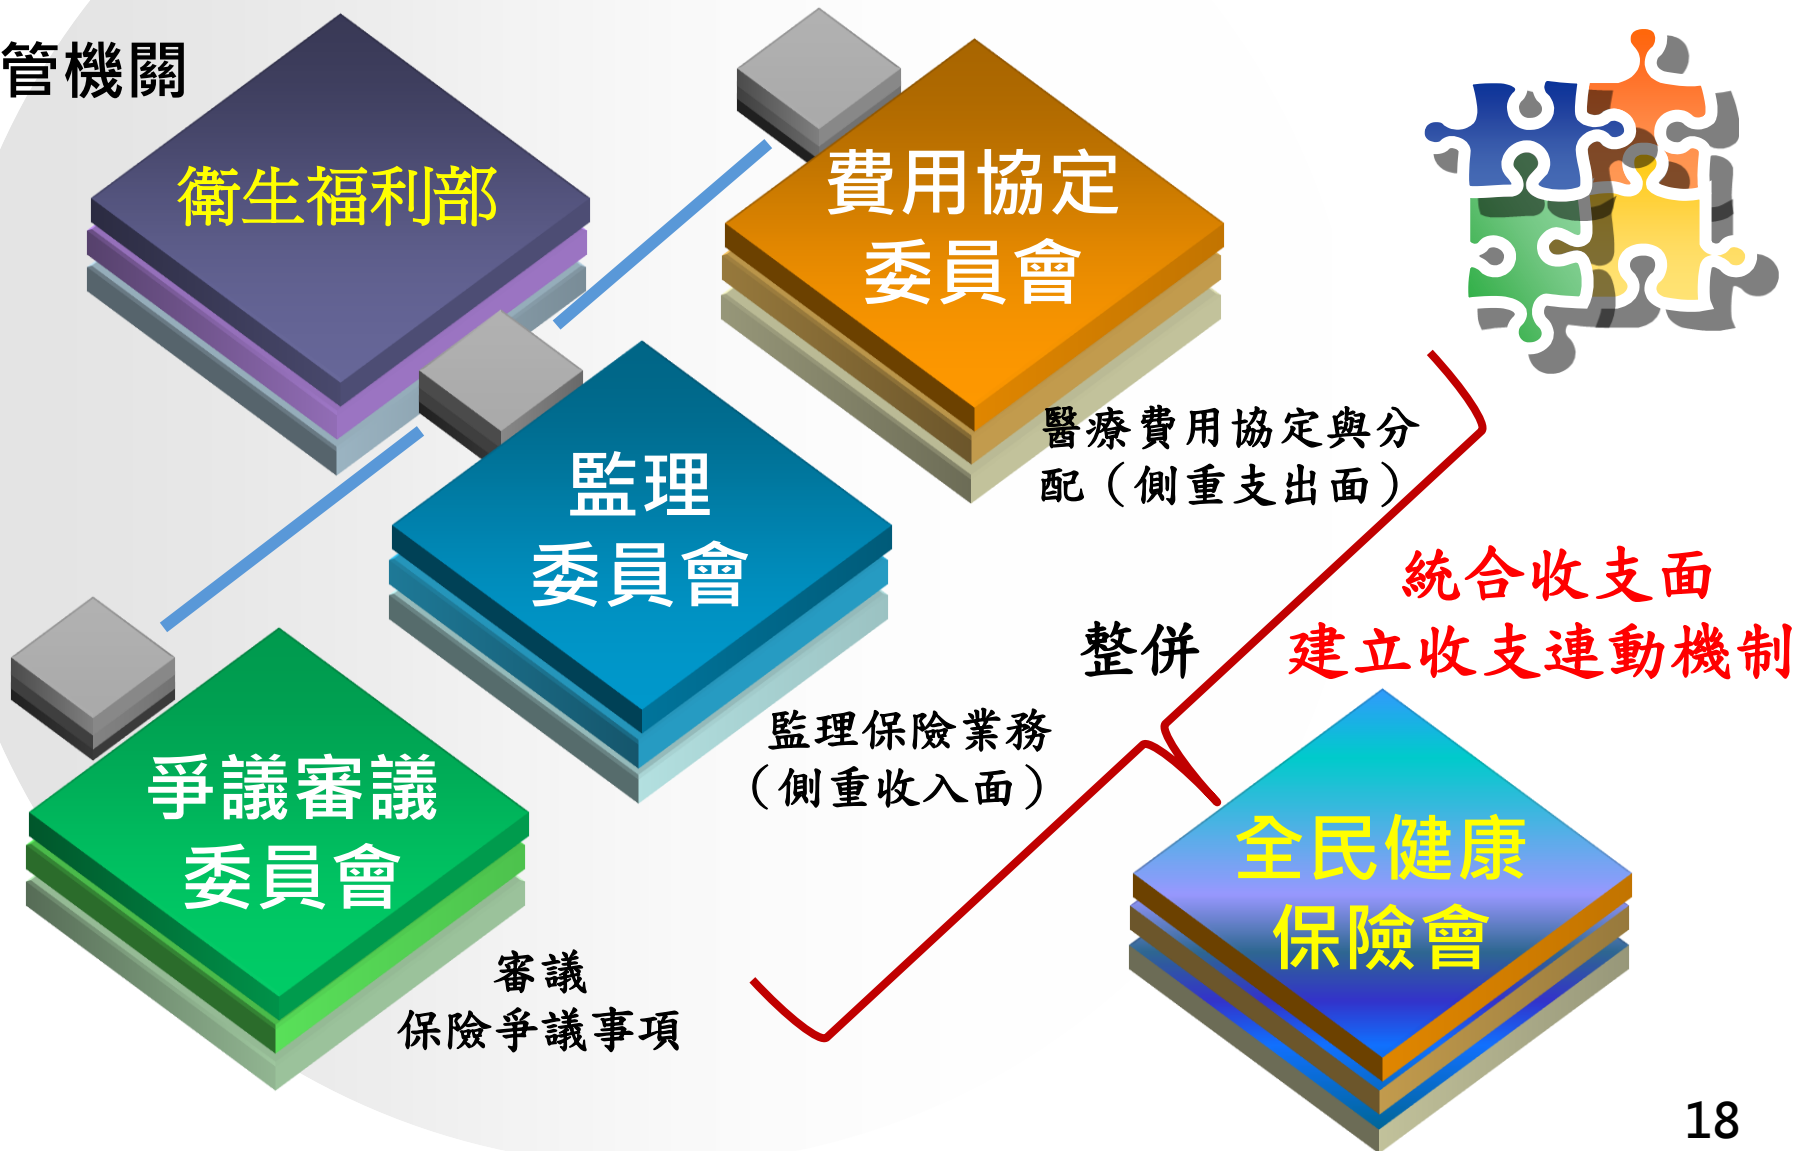 管機關
衛生福利部
費用協定
委員會
醫療費用協定與分
配（側重支出面）
監理
委員會
監理保險業務
（側重收入面）
爭議審議
委員會
審議
保險爭議事項
整併
統合收支面
建立收支連動機制
全民健康
保險會
18